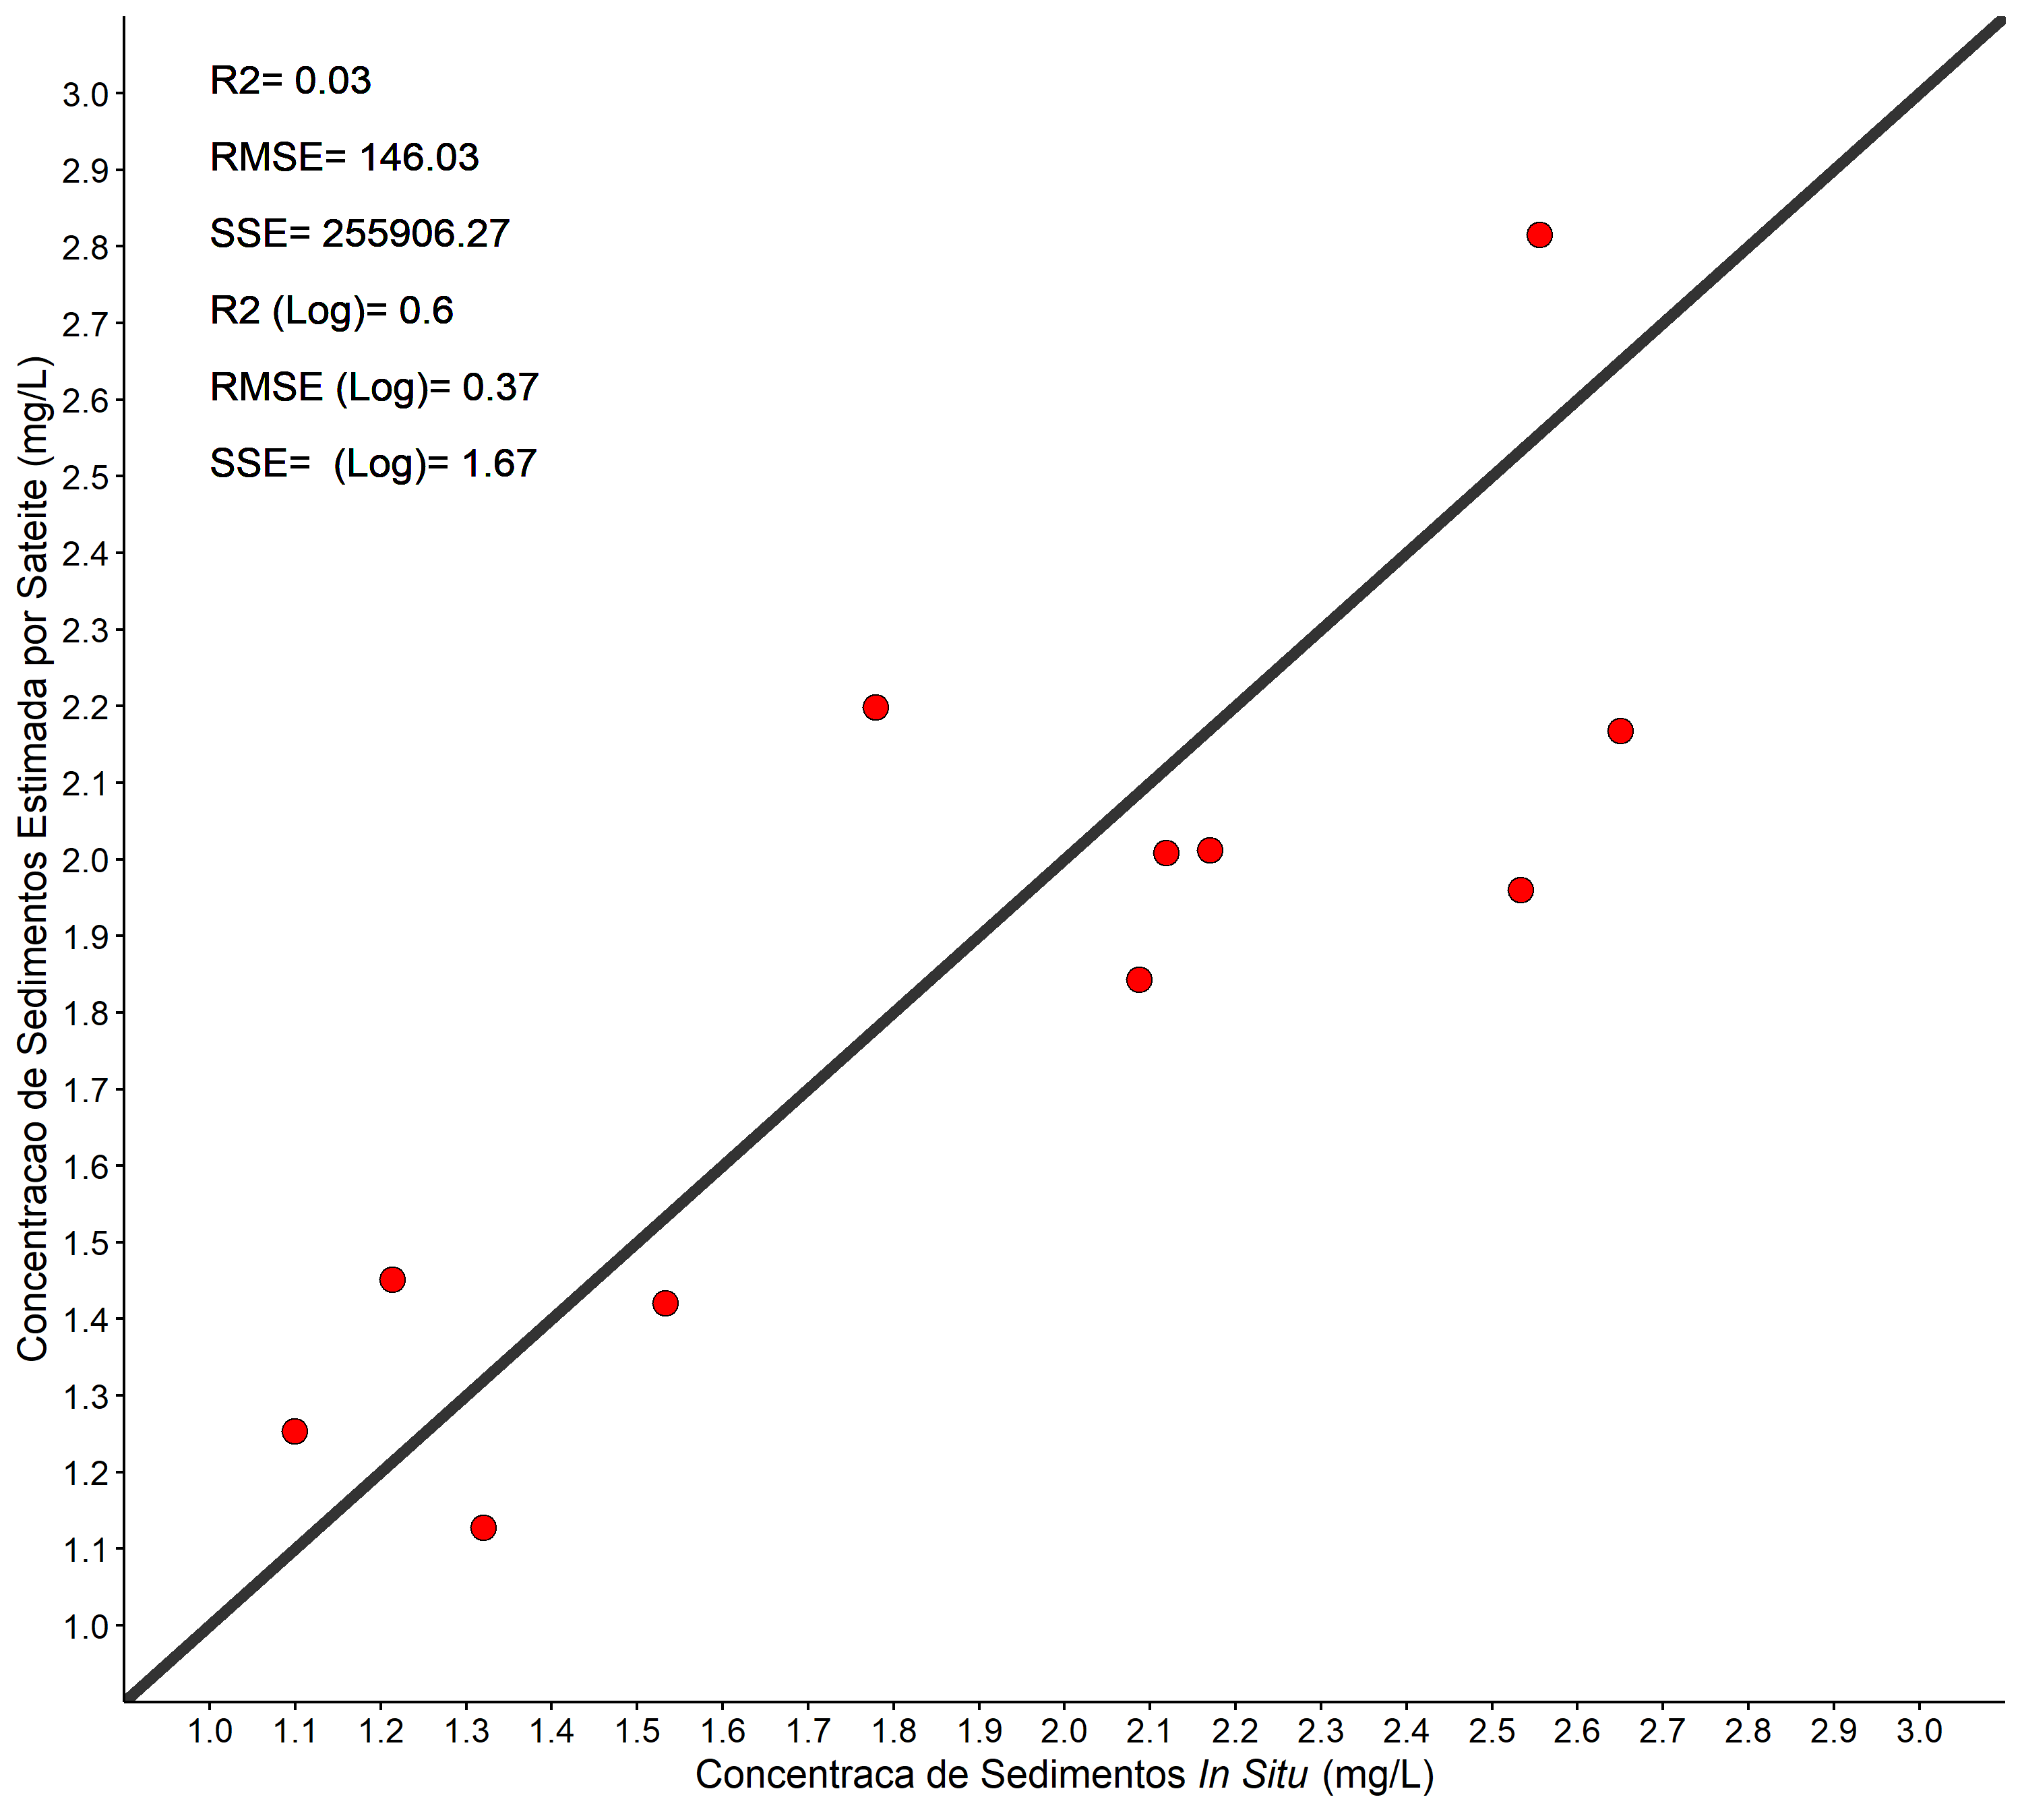 R2= 0.03
RMSE= 146.03
SSE= 255906.27
R2 (Log)= 0.6
RMSE (Log)= 0.37
SSE=  (Log)= 1.67
Concentracao de Sedimentos Estimada por Sateite (mg/L)
3.0
2.9
2.8
2.7
2.6
2.5
2.4
2.3
2.2
2.1
2.0
1.9
1.8
1.7
1.6
1.5
1.4
1.3
1.2
1.1
1.0
1.0 1.1 1.2 1.3 1.4 1.5 1.6 1.7 1.8 1.9 2.0 2.1 2.2 2.3 2.4 2.5 2.6 2.7 2.8 2.9 3.0
Concentraca de Sedimentos In Situ (mg/L)